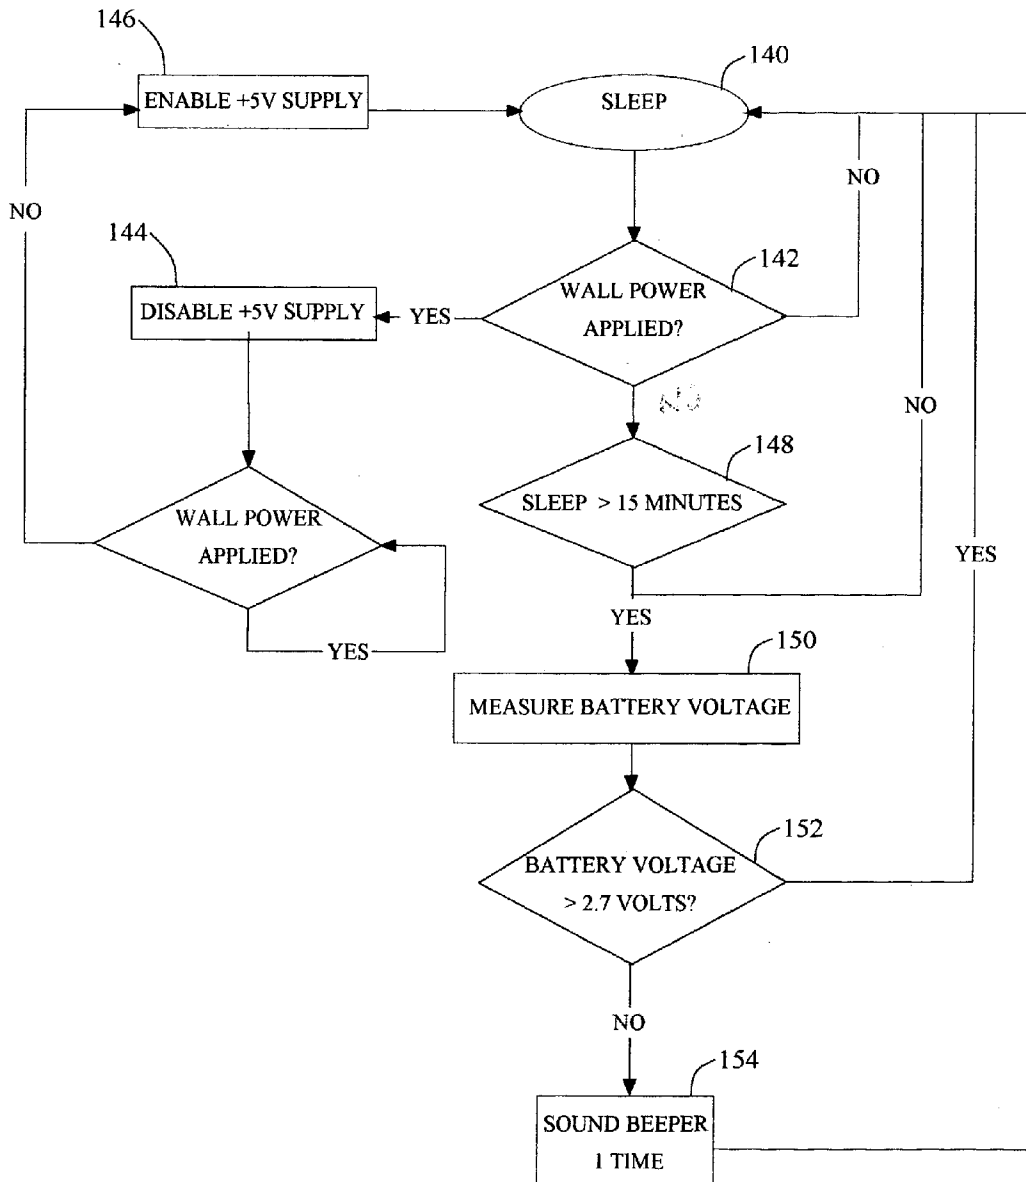 146
ENABLE +5V SUPPLY
140
SLEEP
NO
NO
144
DISABLE +5V SUPPLY
YES
142
WALL POWER
APPLIED?
NO
NO
148
SLEEP > 15 MINUTES
WALL POWER
APPLIED?
YES
YES
YES
150
MEASURE BATTERY VOLTAGE
152
BATTERY VOLTAGE
> 2.7 VOLTS?
NO
154
SOUND BEEPER
1 TIME